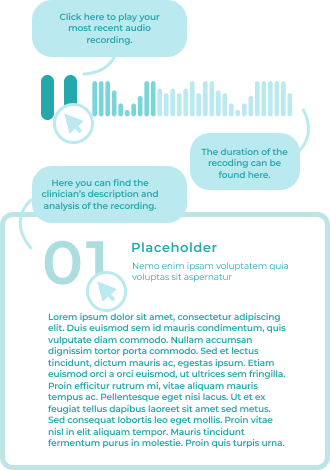 Click here to play your
most recent audio
recording.
The duration of the
recoding can be
found here.
Here you can find the
clinician's description and
analysis of the recording.
01
Placeholder
Nemo enim ipsam voluptatem quia
voluptas sit aspernatur
Lorem ipsum dolor sit amet, consectetur adipiscing
elit. Duis euismod sem id mauris condimentum, quis
vulputate diam commodo. Nullam accumsan
dignissim tortor porta commodo. Sed et lectus
tincidunt, dictum mauris ac, egestas ipsum. Etiam
euismod orci a orci euismod, ut ultrices sem fringilla.
Proin efficitur rutrum mi, vitae aliquam mauris
tempus ac. Pellentesque eget nisi lacus. Ut et ex
feugiat tellus dapibus laoreet sit amet sed metus.
Sed consequat lobortis leo eget mollis. Proin vitae
nisl in elit aliquam tempor. Mauris tincidunt
fermentum purus in molestie. Proin quis turpis urna.